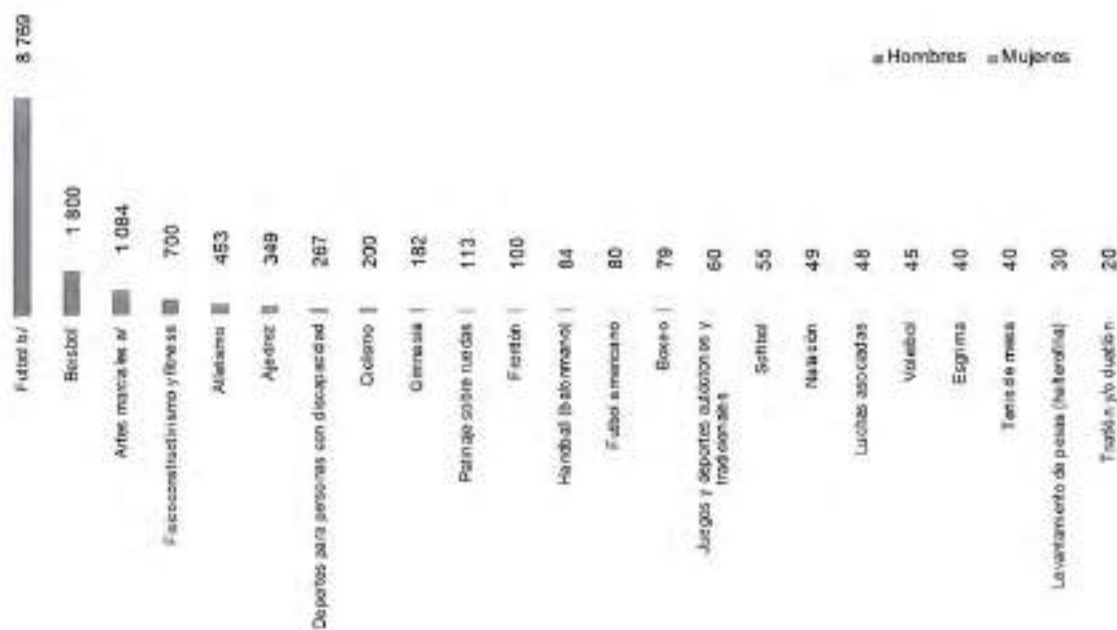 Hombres
Mujeres
Futbol b/
8 769
Beisbol
1 800
Artes marciales a/
1 084
Fisicoconstructivismo y fitness
700
Atletismo
453
Ajedrez
349
Deportes para personas con discapacidad
267
Ciclismo
200
Gimnasia
182
Patinaje sobre ruedas
113
Frontón
100
Handball (balonmano)
84
Futbol americano
80
Boxeo
79
Juegos y deportes autóctonos y
tradicionales
60
Softbol
55
Natación
49
Luchas asociadas
48
Voleibol
45
Esgrima
40
Tenis de mesa
40
Levantamiento de pesas (halterofilia)
30
Triatlón y/o duatlón
20